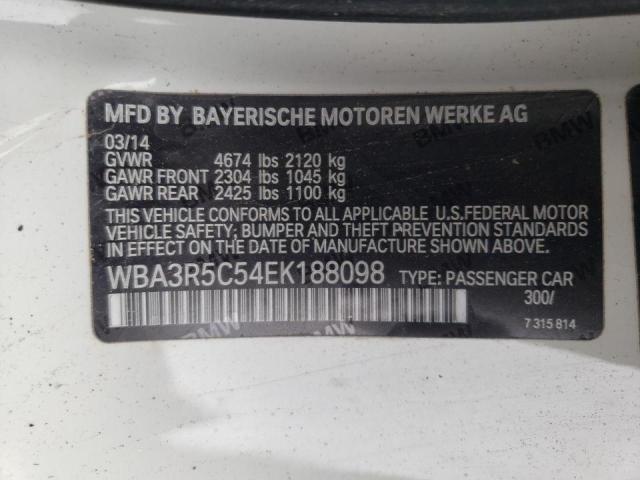 MFD BY BAYERISCHE MOTOREN WERKE AG
03/14
GVWR 4674 lbs 2120 kg
GAWR FRONT 2304 lbs 1045 kg
GAWR REAR 2425 lbs 1100 kg
THIS VEHICLE CONFORMS TO ALL APPLICABLE U.S.FEDERAL MOTOR
VEHICLE SAFETY, BUMPER AND THEFT PREVENTION STANDARDS
IN EFFECT ON THE DATE OF MANUFACTURE SHOWN ABOVE.
WBA3R5C54EK188098 TYPE: PASSENGER CAR
300/
7 315 814